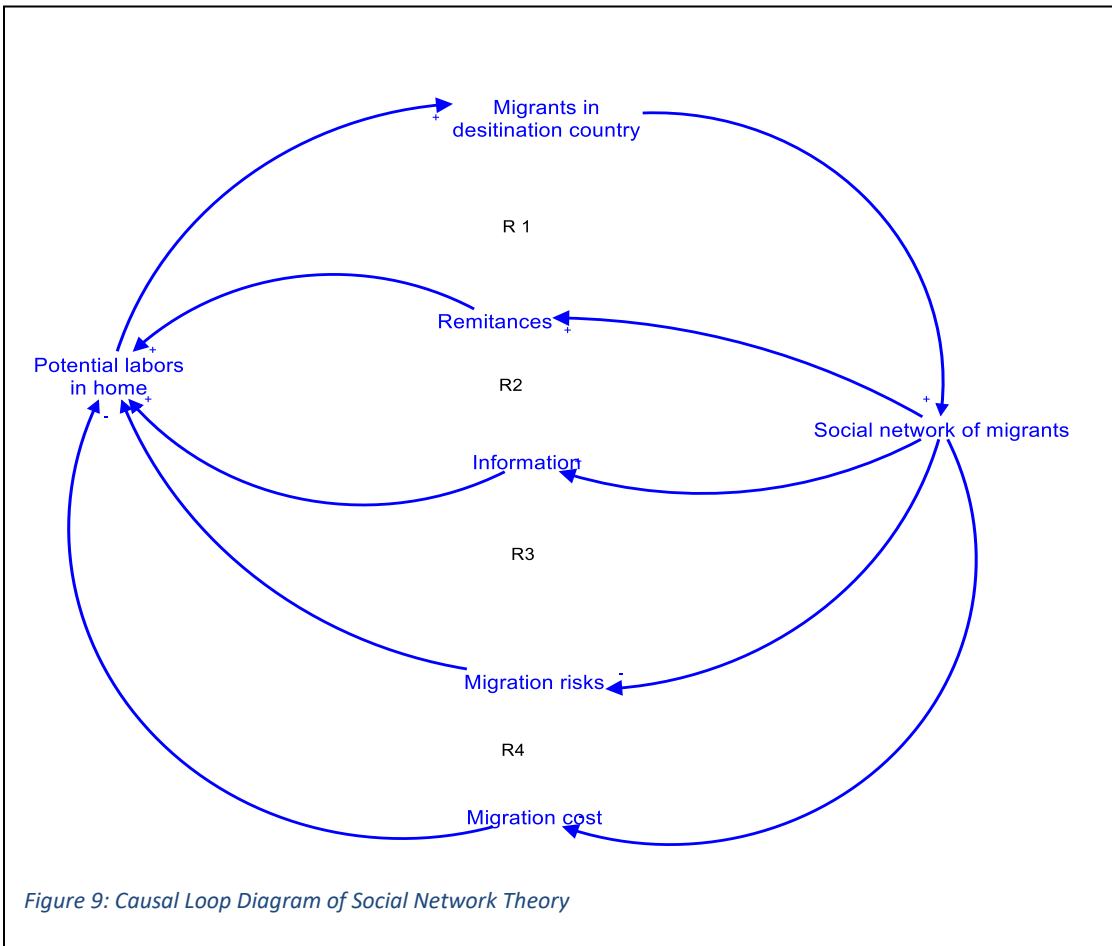 Migrants in
desitination country
+
R 1
Remitances
+
+
Potential labors
in home
+
-
R2
+
Social network of migrants
Information
+
R3
Migration risks
-
R4
Migration cost
-
Figure 9: Causal Loop Diagram of Social Network Theory